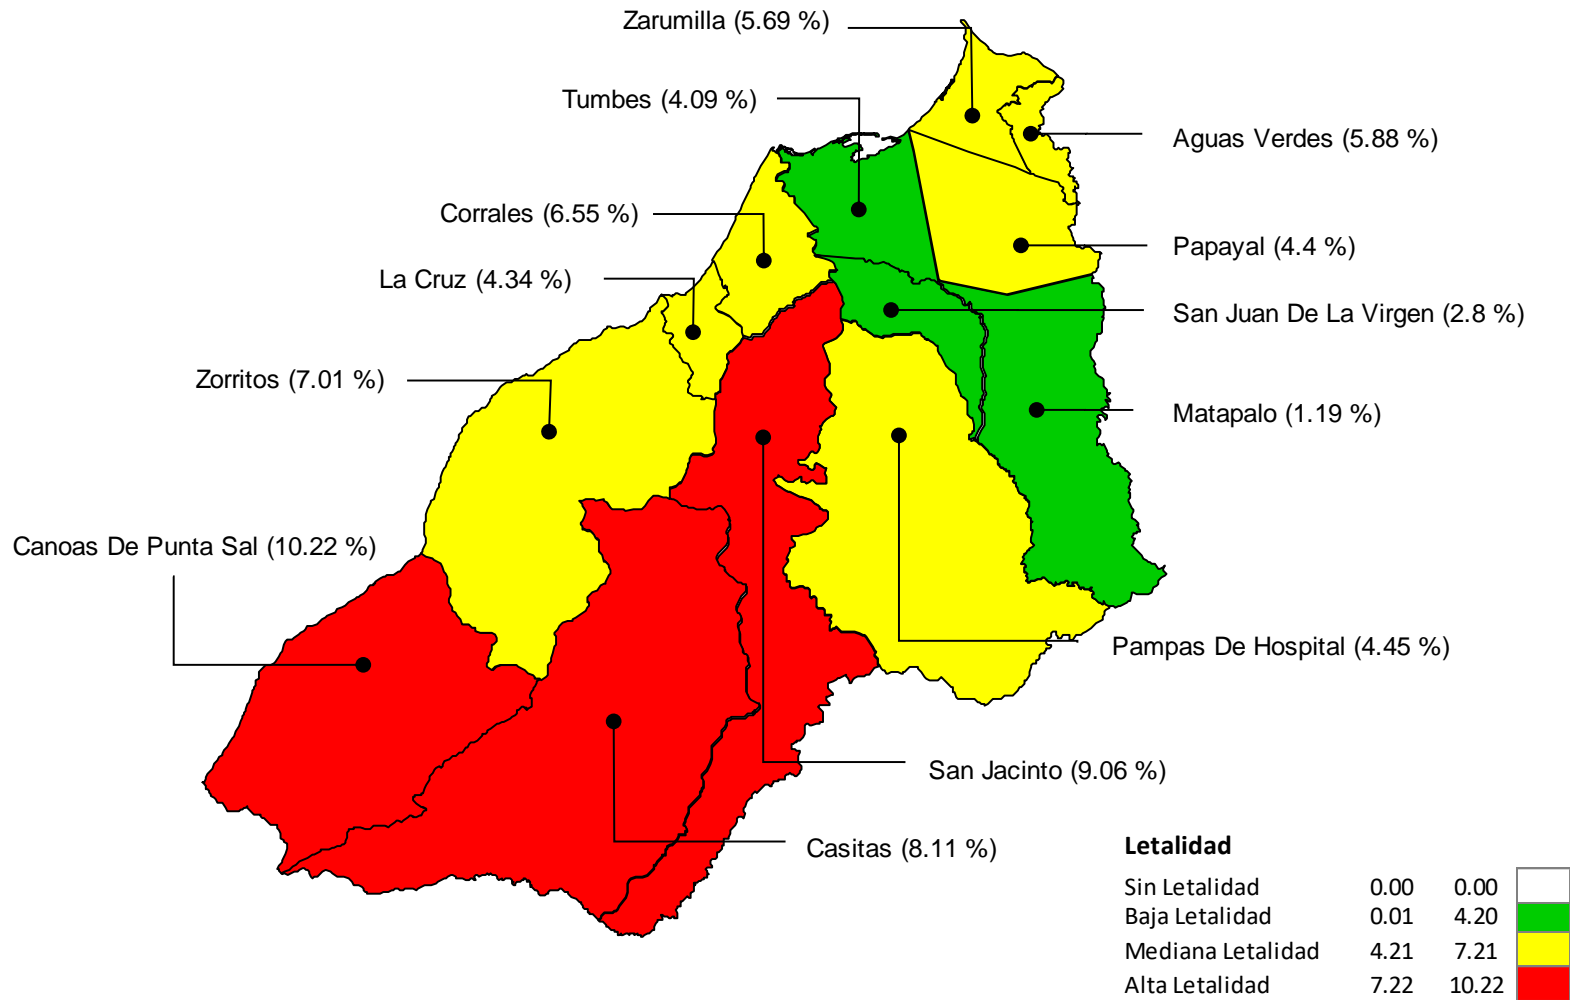 Zarumilla (5.69 %)
Tumbes (4.09 %)
Aguas Verdes (5.88 %)
Corrales (6.55 %)
Papayal (4.4 %)
La Cruz (4.34 %)
San Juan De La Virgen (2.8 %)
Zorritos (7.01 %)
Matapalo (1.19 %)
Canoas De Punta Sal (10.22 %)
Pampas De Hospital (4.45 %)
San Jacinto (9.06 %)
Casitas (8.11 %)
Letalidad
Sin Letalidad 0.00 0.00
Baja Letalidad 0.01 4.20
Mediana Letalidad 4.21 7.21
Alta Letalidad 7.22 10.22